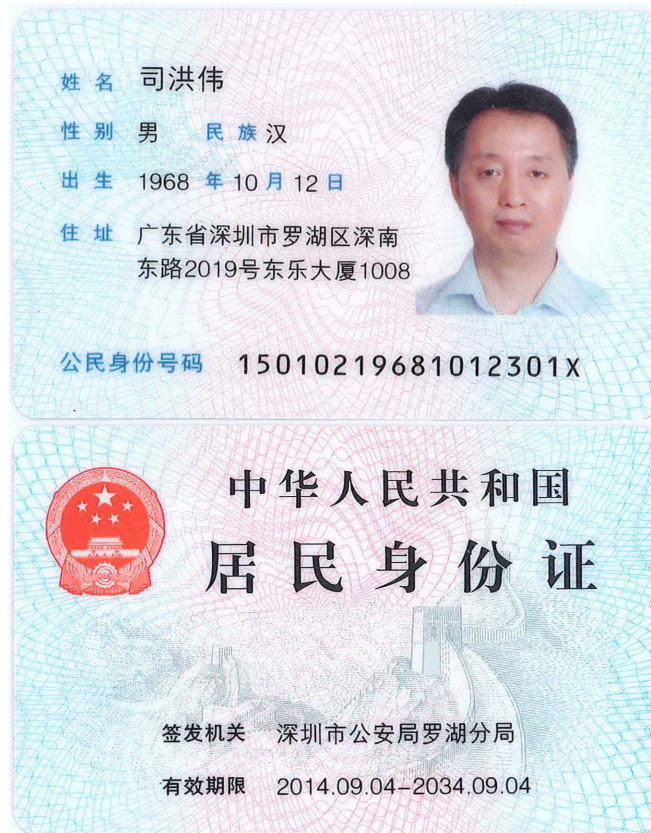 姓名 司洪伟
性别 男 民族 汉
出生 1968 年 10 月 12 日
住址 广东省深圳市罗湖区深南
东路2019号东乐大厦1008
公民身份号码 15010219681012301X
中华人民共和国
居民身份证
签发机关 深圳市公安局罗湖分局
有效期限 2014.09.04-2034.09.04